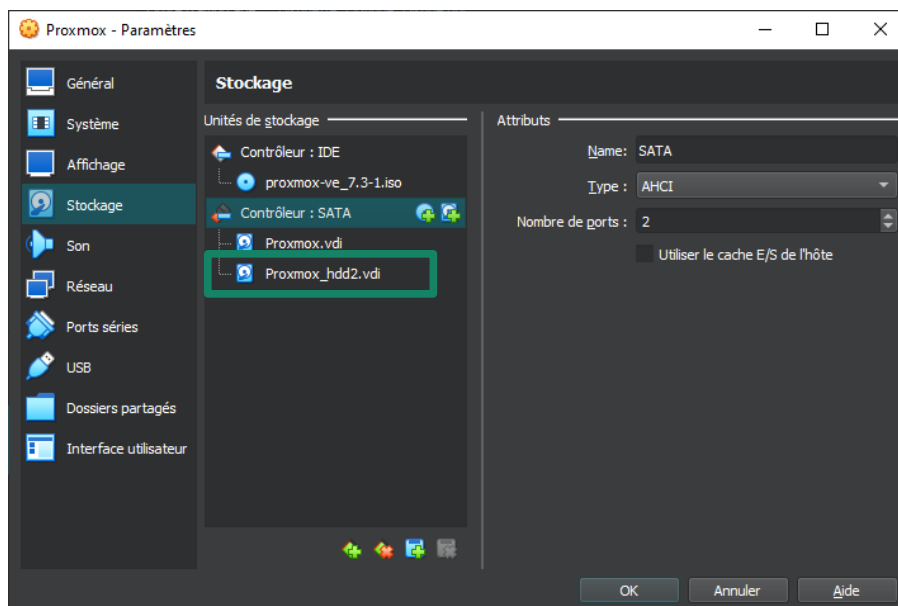 Proxmox - Paramètres
Général
Système
Affichage
Stockage
Son
Réseau
Ports séries
USB
Dossiers partagés
Interface utilisateur
Stockage
Unités de stockage
Contrôleur : IDE
proxmox-ve_7.3-1.iso
Contrôleur : SATA
Proxmox.vdi
Proxmox_hdd2.vdi
Attributs
Name: SATA
Type : AHCI
Nombre de ports : 2
Utiliser le cache E/S de l'hôte
OK Annuler Aide